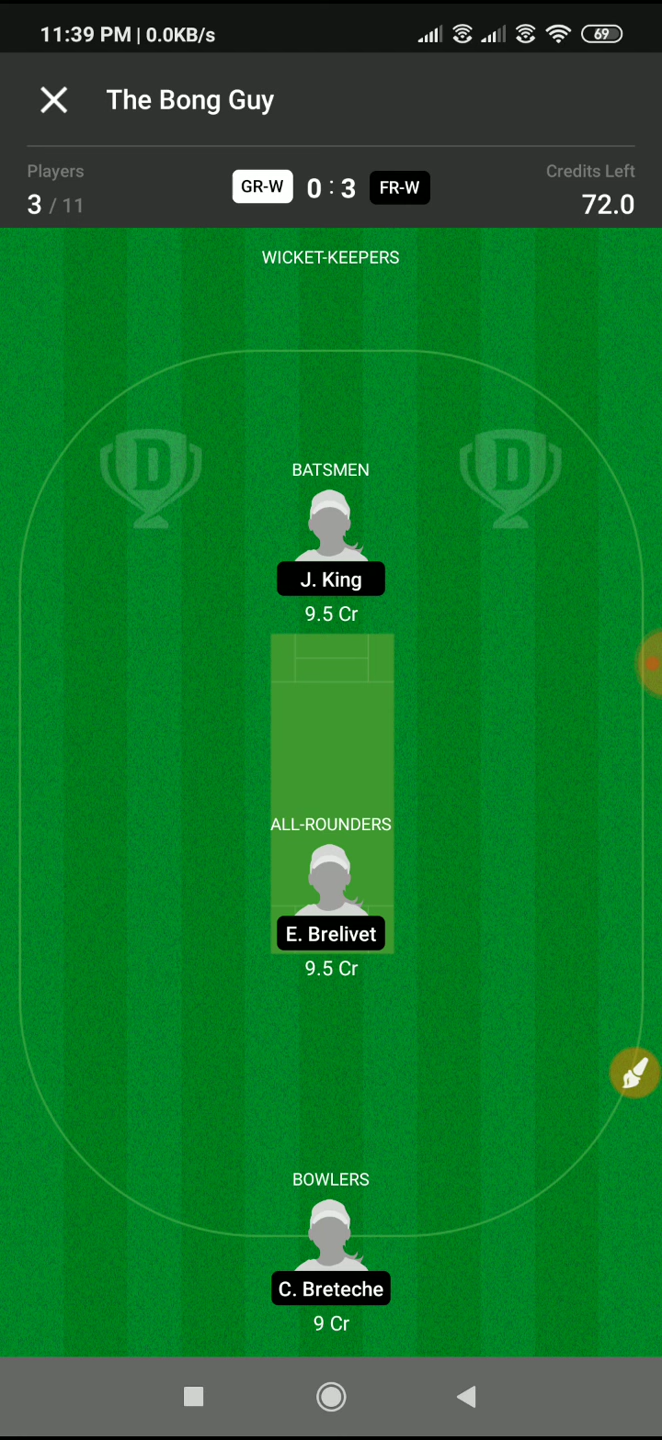 11:39 PM | 0.0KB/s 69
The Bong Guy
Players
3 / 11
GR-W 0 : 3 FR-W
Credits Left
72.0
WICKET-KEEPERS
D D
BATSMEN
J. King
9.5 Cr
ALL-ROUNDERS
E. Brelivet
9.5 Cr
BOWLERS
C. Breteche
9 Cr